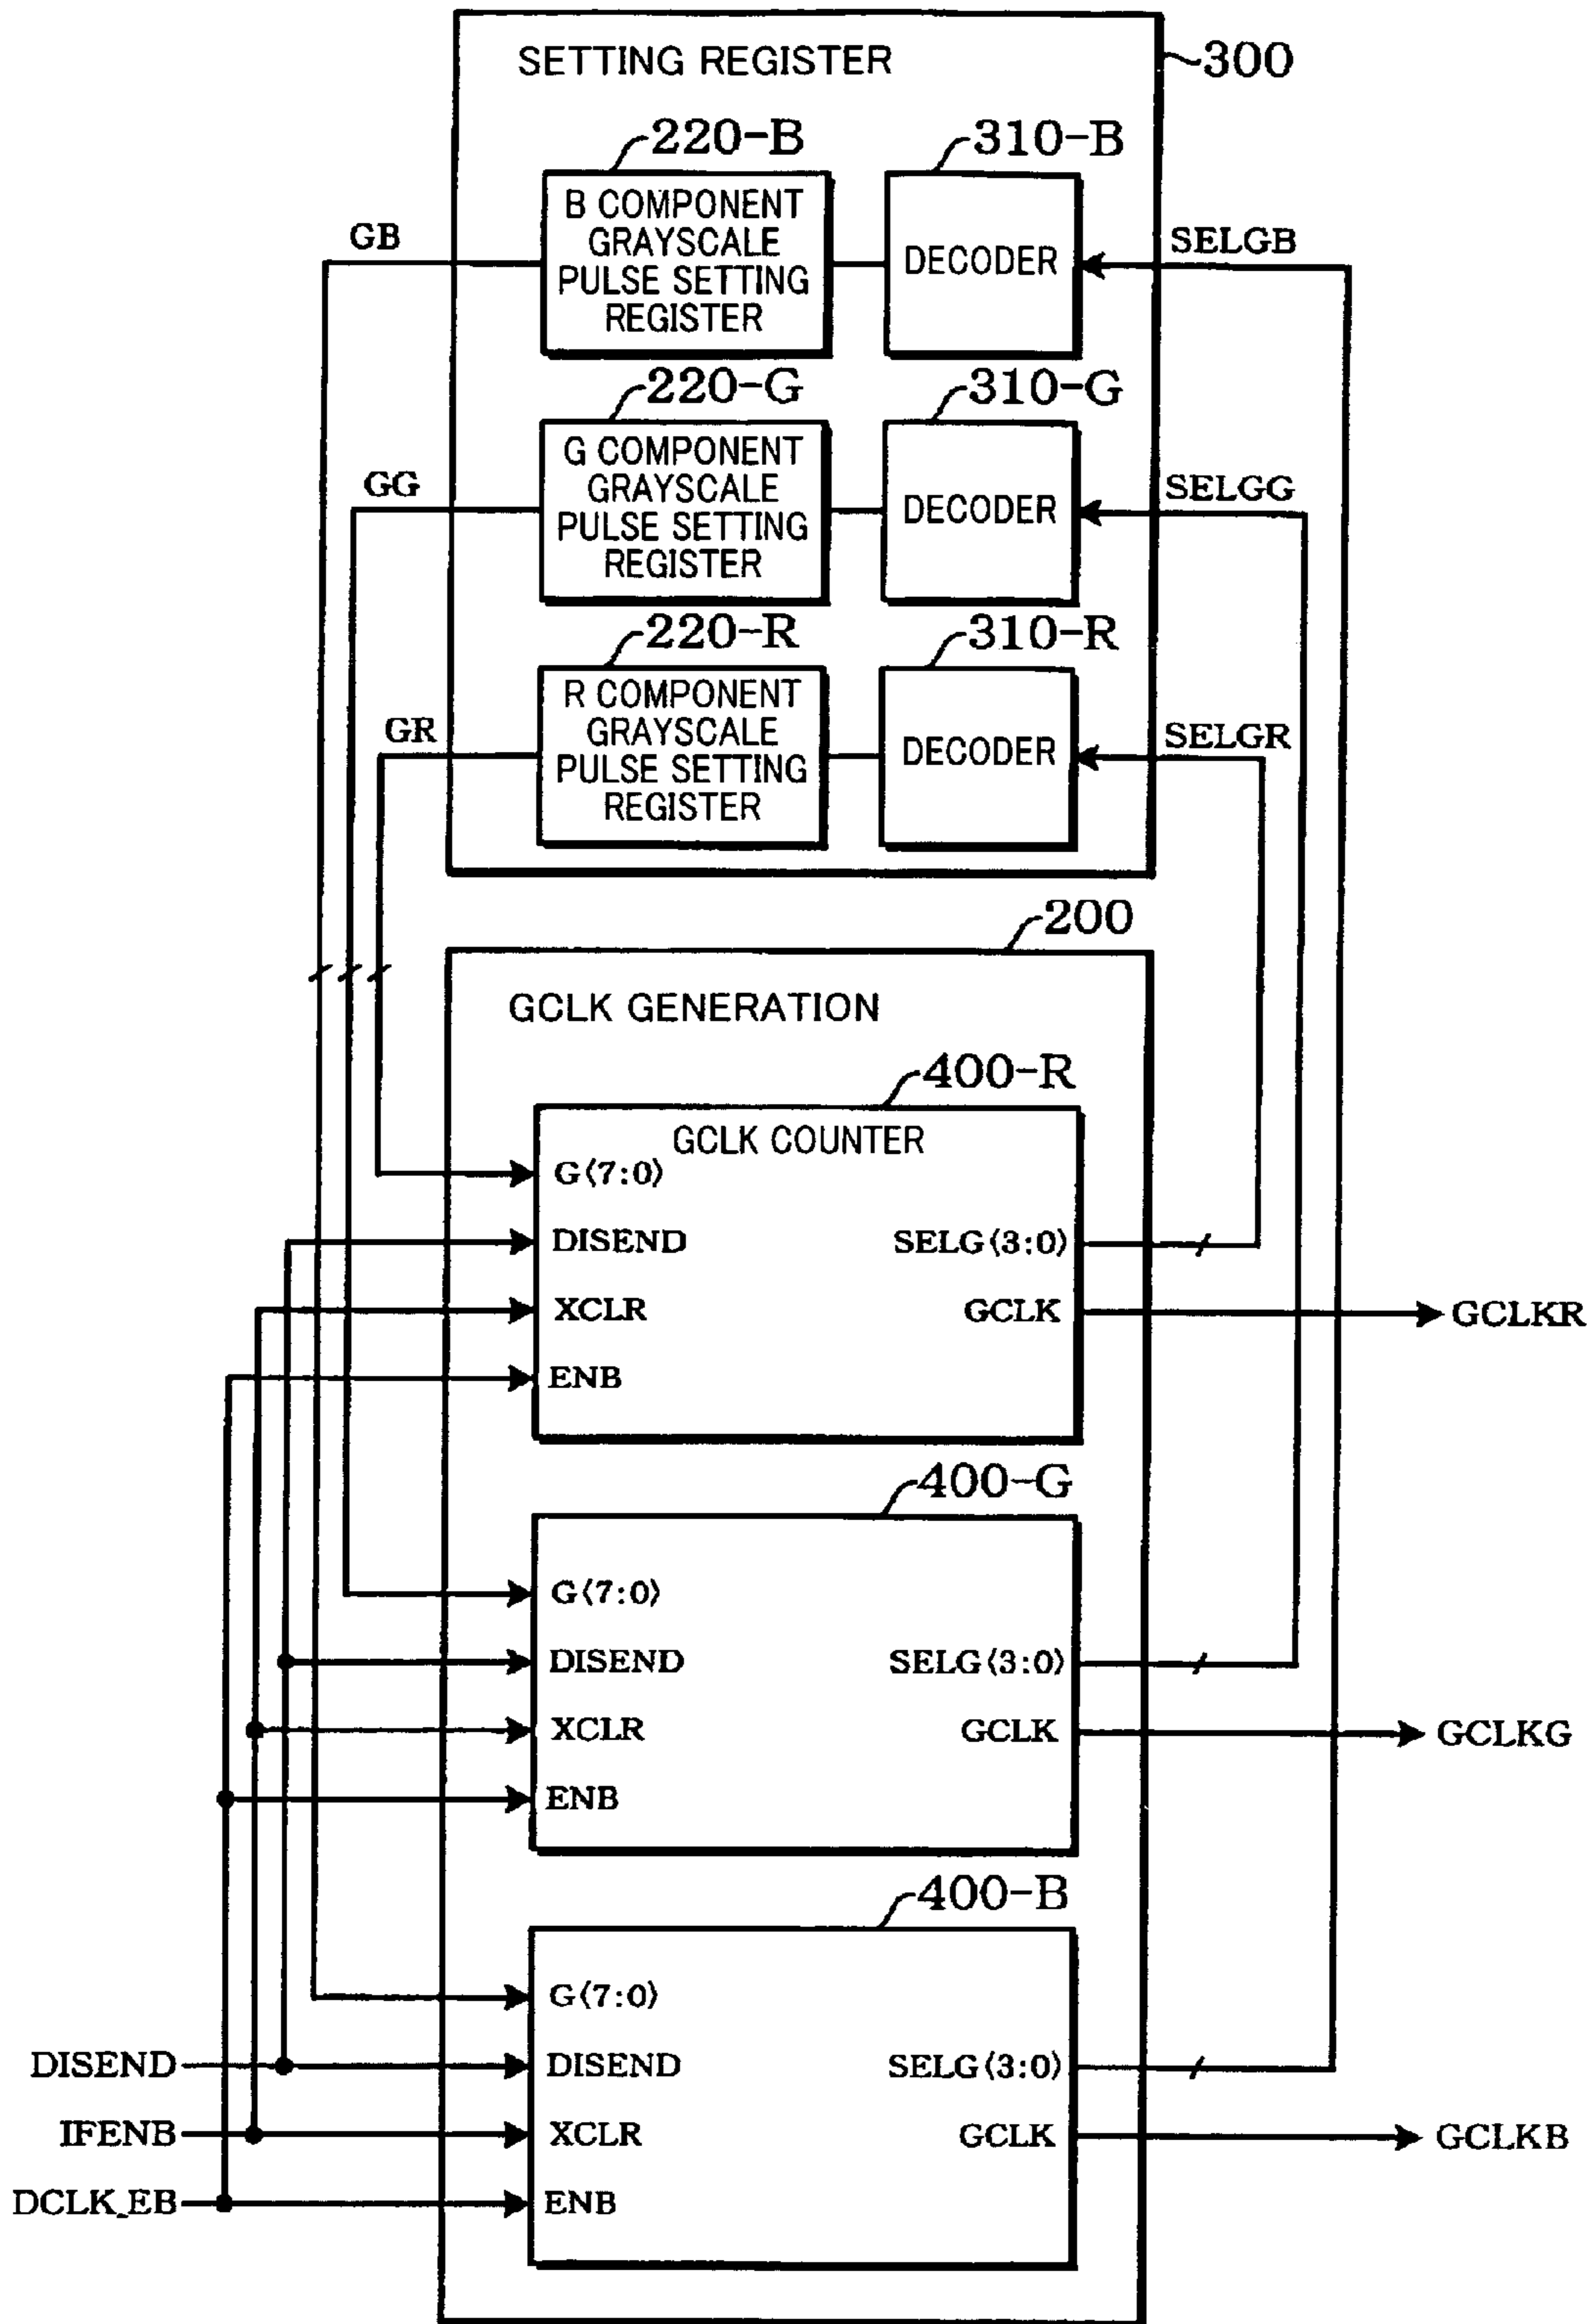 SETTING REGISTER
300
220-B
310-B
B COMPONENT
GRAYSCALE
PULSE SETTING
REGISTER
DECODER
GB
SELGB
220-G
310-G
G COMPONENT
GRAYSCALE
PULSE SETTING
REGISTER
DECODER
GG
SELGG
220-R
310-R
R COMPONENT
GRAYSCALE
PULSE SETTING
REGISTER
DECODER
GR
SELGR
200
GCLK GENERATION
400-R
GCLK COUNTER
G⟨7:0⟩
DISEND
SELG⟨3:0⟩
XCLR
GCLK
GCLKR
ENB
400-G
G⟨7:0⟩
DISEND
SELG⟨3:0⟩
XCLR
GCLK
GCLKG
ENB
400-B
G⟨7:0⟩
DISEND
DISEND
SELG⟨3:0⟩
IFENB
XCLR
GCLK
GCLKB
DCLK_EB
ENB